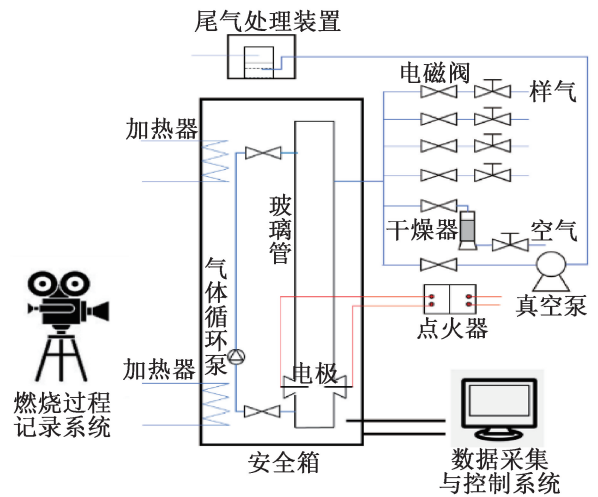 尾气处理装置
电磁阀
样气
加热器
玻璃管
干燥器
空气
气体循环泵
真空泵
点火器
加热器
电极
燃烧过程
记录系统
安全箱
数据采集
与控制系统